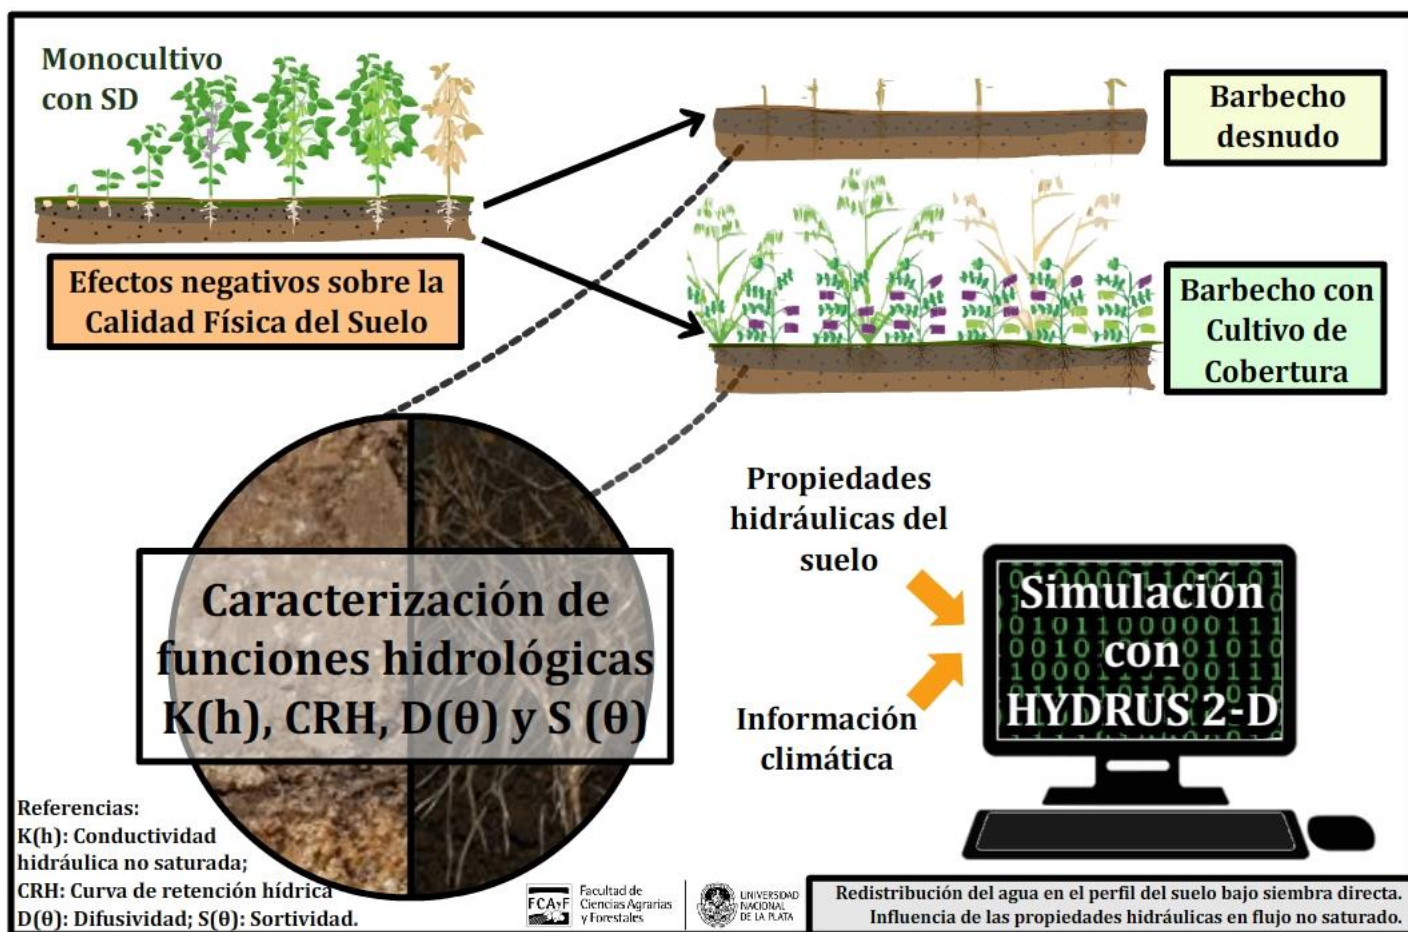 Monocultivo
con SD
Barbecho
desnudo
Efectos negativos sobre la
Calidad Física del Suelo
Barbecho con
Cultivo de
Cobertura
Caracterización de
funciones hidrológicas
K(h), CRH, D(θ) y S (θ)
Propiedades
hidráulicas del
suelo
Información
climática
Simulación
con
HYDRUS 2-D
Referencias:
K(h): Conductividad
hidráulica no saturada;
CRH: Curva de retención hídrica
D(θ): Difusividad; S(θ): Sortividad.
FCAyF
Facultad de
Ciencias Agrarias
y Forestales
UNIVERSIDAD
NACIONAL
DE LA PLATA
Redistribución del agua en el perfil del suelo bajo siembra directa.
Influencia de las propiedades hidráulicas en flujo no saturado.